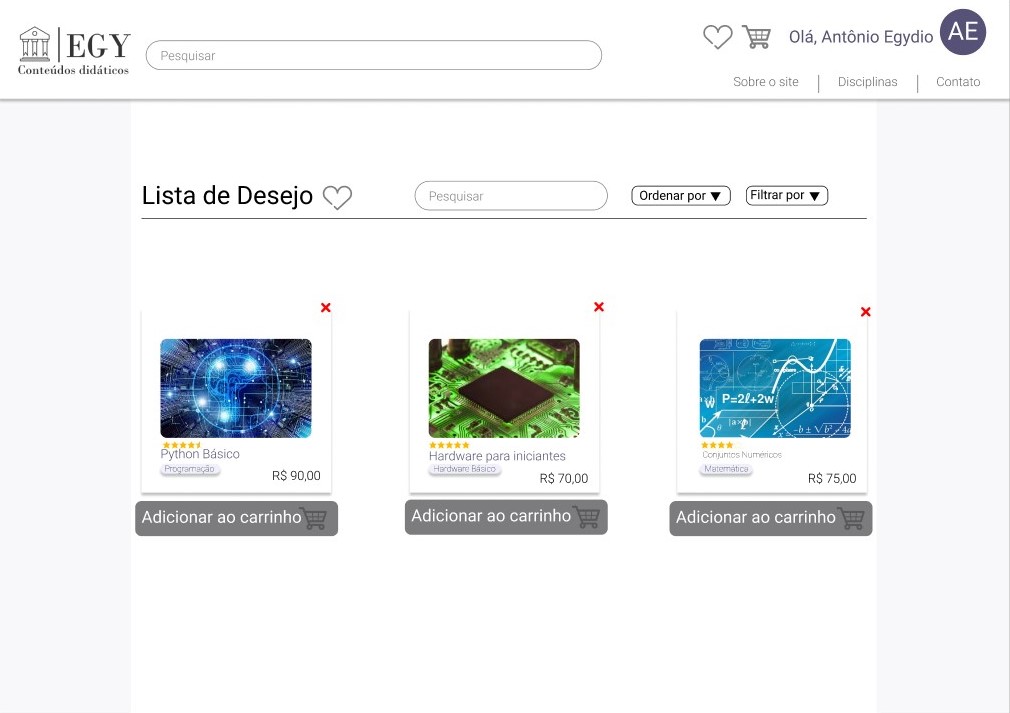 EGY
Conteúdos didáticos
Pesquisar
Olá, Antônio Egydio
AE
Sobre o site
Disciplinas
Contato
Lista de Desejo
Pesquisar
Ordenar por ▼
Filtrar por ▼
Python Básico
Programação
R$ 90,00
Adicionar ao carrinho
Hardware para iniciantes
Hardware Básico
R$ 70,00
Adicionar ao carrinho
P=2ℓ+2w
Conjuntos Numéricos
Matemática
R$ 75,00
Adicionar ao carrinho